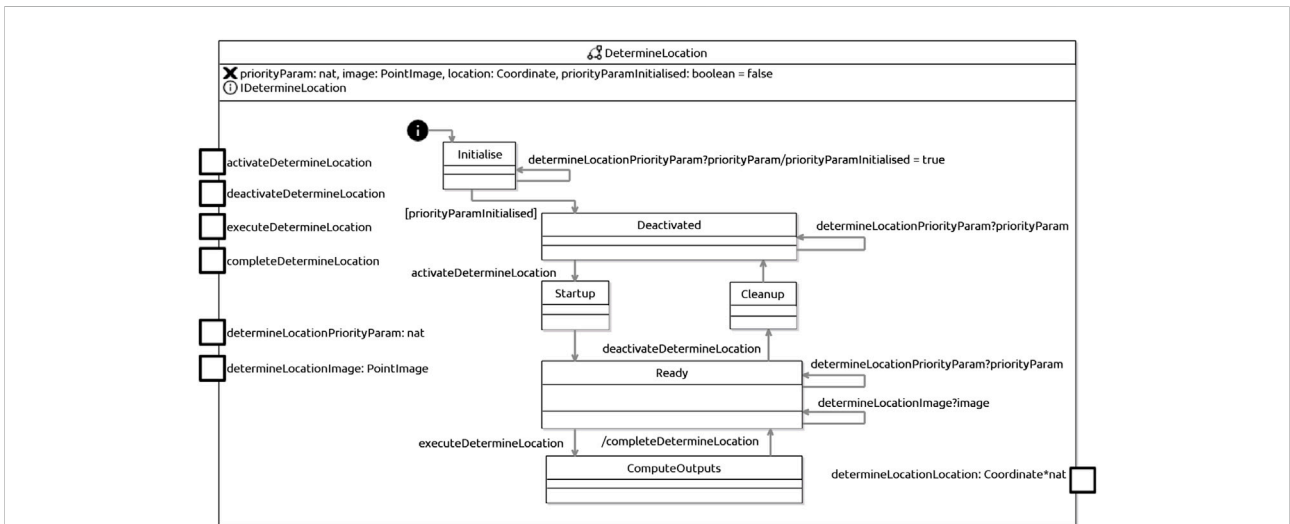 DetermineLocation
priorityParam: nat, image: PointImage, location: Coordinate, priorityParamInitialised: boolean = false
i IDetermineLocation
i
Initialise
determineLocationPriorityParam?priorityParam/priorityParamInitialised = true
activateDetermineLocation
deactivateDetermineLocation
[priorityParamInitialised]
executeDetermineLocation
Deactivated
determineLocationPriorityParam?priorityParam
completeDetermineLocation
activateDetermineLocation
Startup
Cleanup
determineLocationPriorityParam: nat
deactivateDetermineLocation
determineLocationImage: PointImage
Ready
determineLocationPriorityParam?priorityParam
determineLocationImage?image
executeDetermineLocation
/completeDetermineLocation
ComputeOutputs
determineLocationLocation: Coordinate*nat